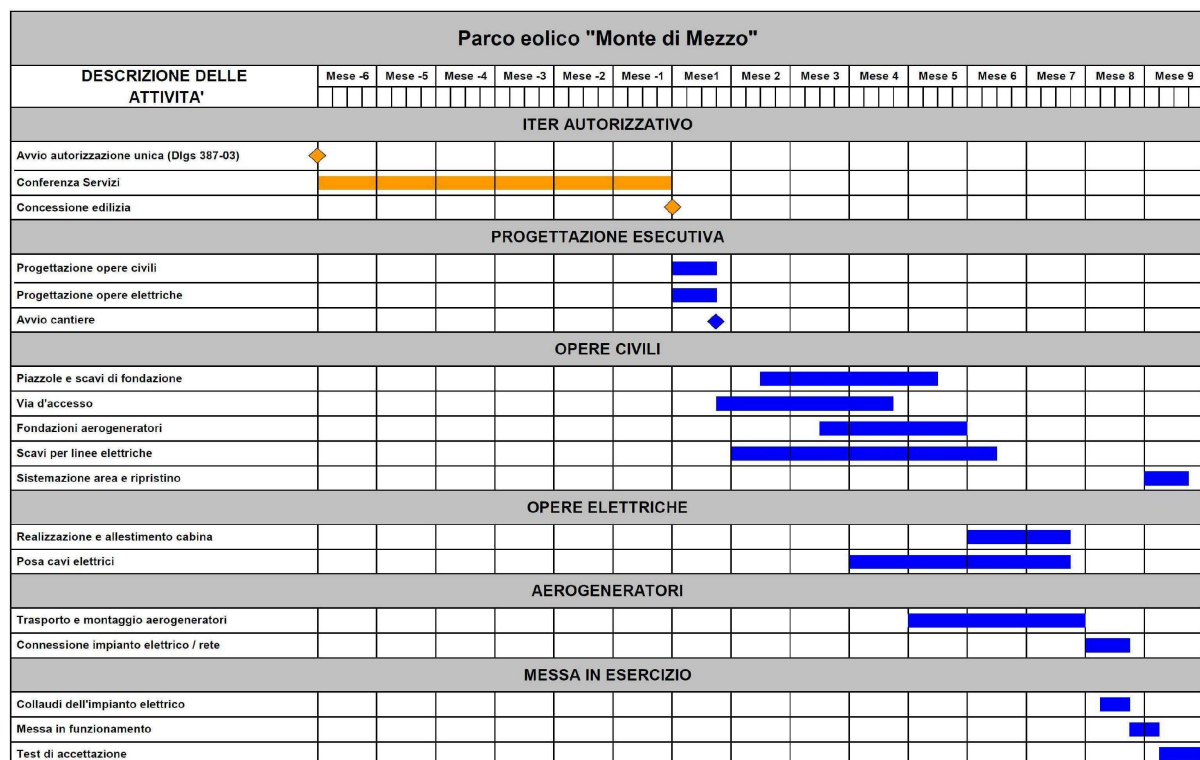 Parco eolico "Monte di Mezzo"
DESCRIZIONE DELLE
ATTIVITA'
Mese -6 Mese -5 Mese -4 Mese -3 Mese -2 Mese -1 Mese1 Mese 2 Mese 3 Mese 4 Mese 5 Mese 6 Mese 7 Mese 8 Mese 9
ITER AUTORIZZATIVO
Avvio autorizzazione unica (Dlgs 387-03)
Conferenza Servizi
Concessione edilizia
PROGETTAZIONE ESECUTIVA
Progettazione opere civili
Progettazione opere elettriche
Avvio cantiere
OPERE CIVILI
Piazzole e scavi di fondazione
Via d'accesso
Fondazioni aerogeneratori
Scavi per linee elettriche
Sistemazione area e ripristino
OPERE ELETTRICHE
Realizzazione e allestimento cabina
Posa cavi elettrici
AEROGENERATORI
Trasporto e montaggio aerogeneratori
Connessione impianto elettrico / rete
MESSA IN ESERCIZIO
Collaudi dell'impianto elettrico
Messa in funzionamento
Test di accettazione